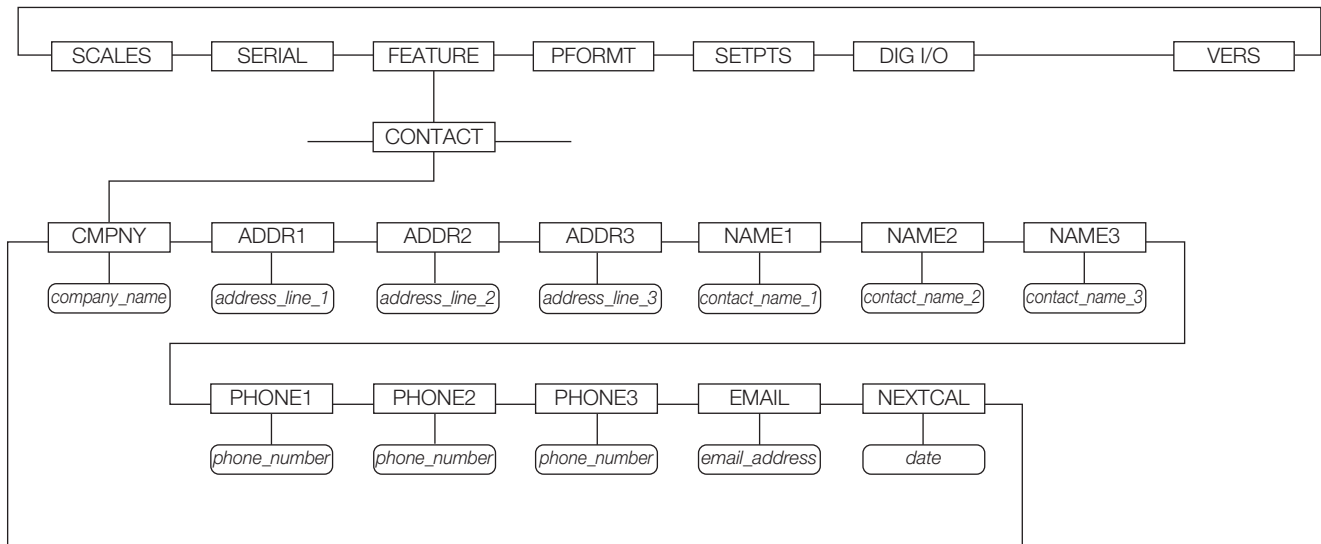 SCALES SERIAL FEATURE PFORMT SETPTS DIG I/O VERS
CONTACT
CMPNY ADDR1 ADDR2 ADDR3 NAME1 NAME2 NAME3
company_name address_line_1 address_line_2 address_line_3 contact_name_1 contact_name_2 contact_name_3
PHONE1 PHONE2 PHONE3 EMAIL NEXTCAL
phone_number phone_number phone_number email_address date